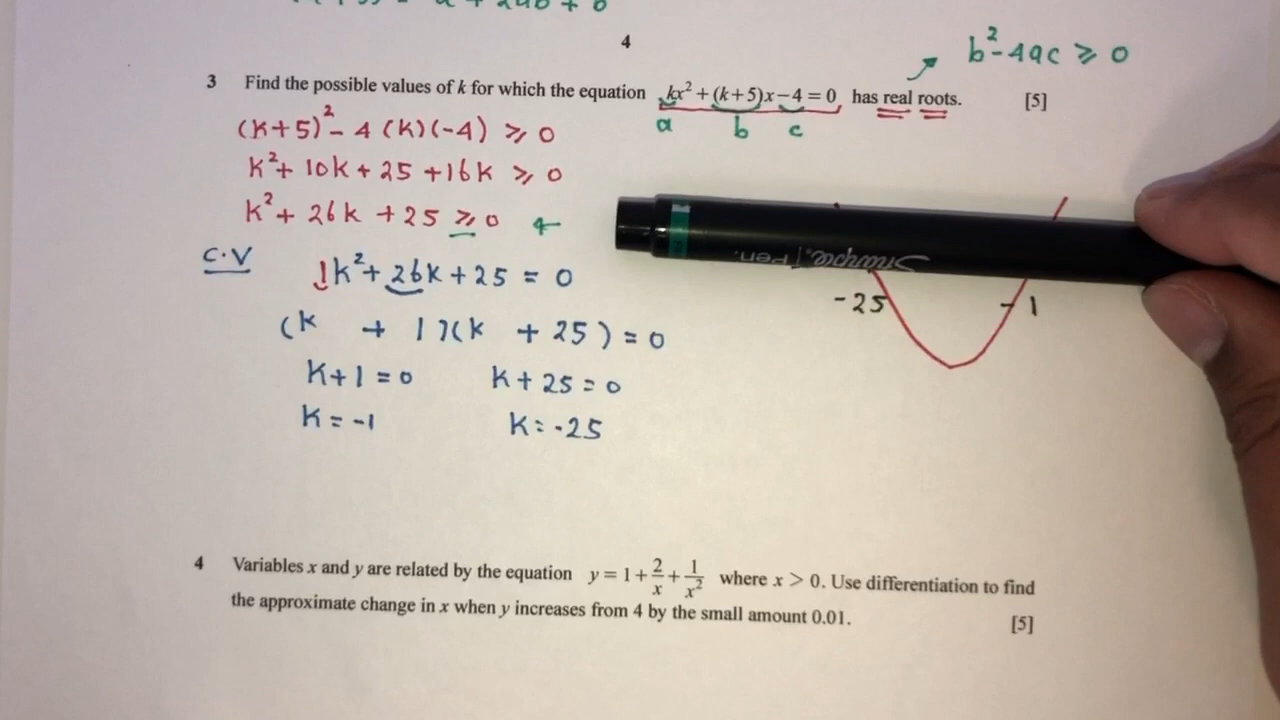 4
b²-4ac ⩾ 0
3 Find the possible values of k for which the equation kx² + (k+5)x - 4 = 0 has real roots. [5]
a b c
(k+5)² - 4 (k)(-4) ⩾ 0
k² + 10k + 25 + 16k ⩾ 0
k² + 26k + 25 ⩾ 0 ←
C.V
1k² + 26k + 25 = 0
-25 -1
(k + 1)(k + 25) = 0
k+1 = 0 k + 25 = 0
k = -1 k = -25
4 Variables x and y are related by the equation y = 1 + 2/x + 1/x² where x > 0. Use differentiation to find
the approximate change in x when y increases from 4 by the small amount 0.01. [5]
Sharpie. Pen.